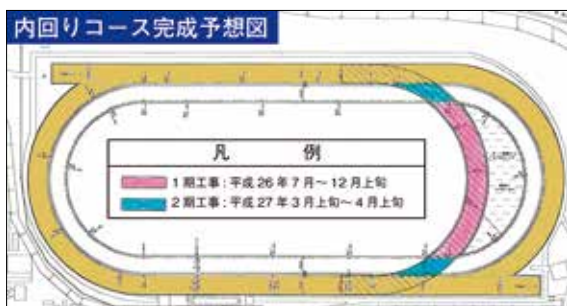 内回りコース完成予想図
凡 例
1期工事:平成26年7月～12月上旬
2期工事:平成27年3月上旬～4月上旬